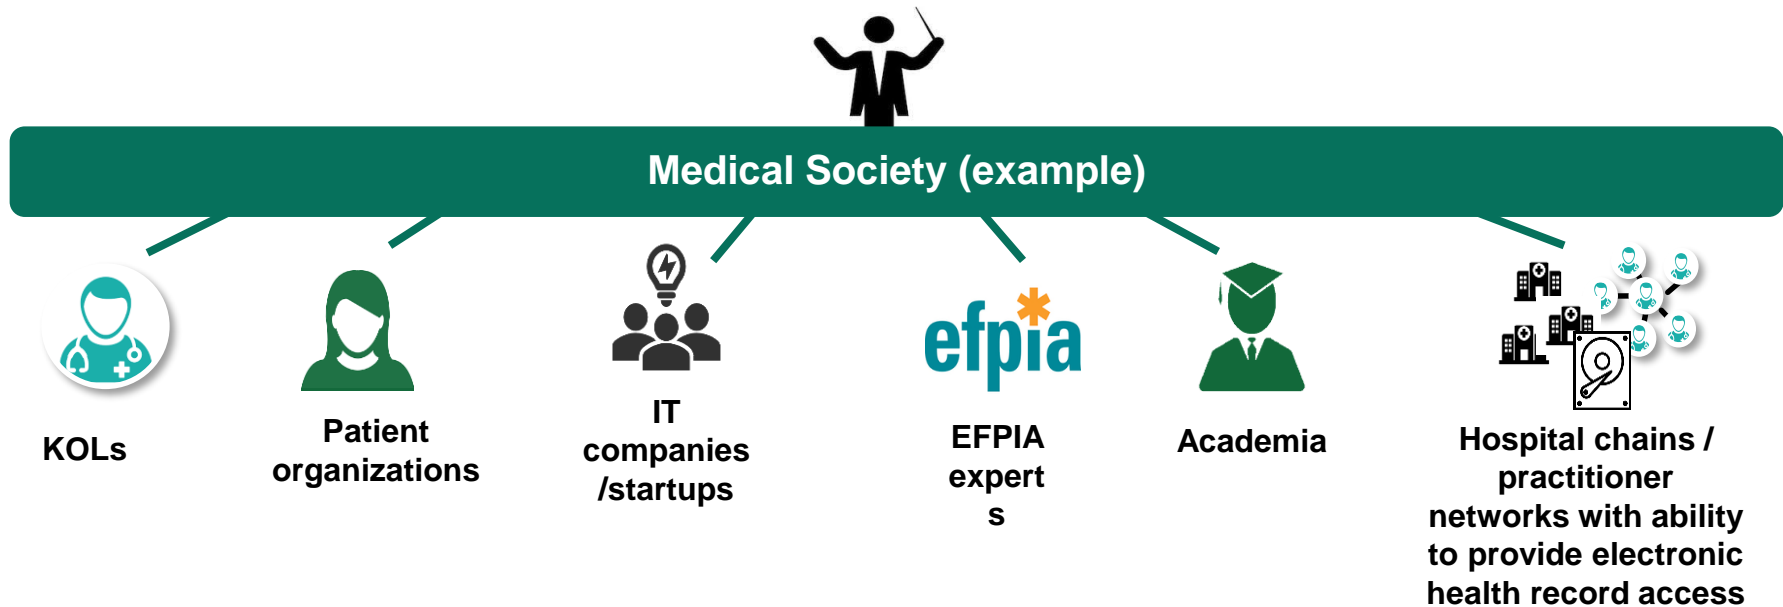 Medical Society (example)
KOLs
Patient
organizations
IT
companies
/startups
efpia
EFPIA
expert
s
Academia
Hospital chains /
practitioner
networks with ability
to provide electronic
health record access